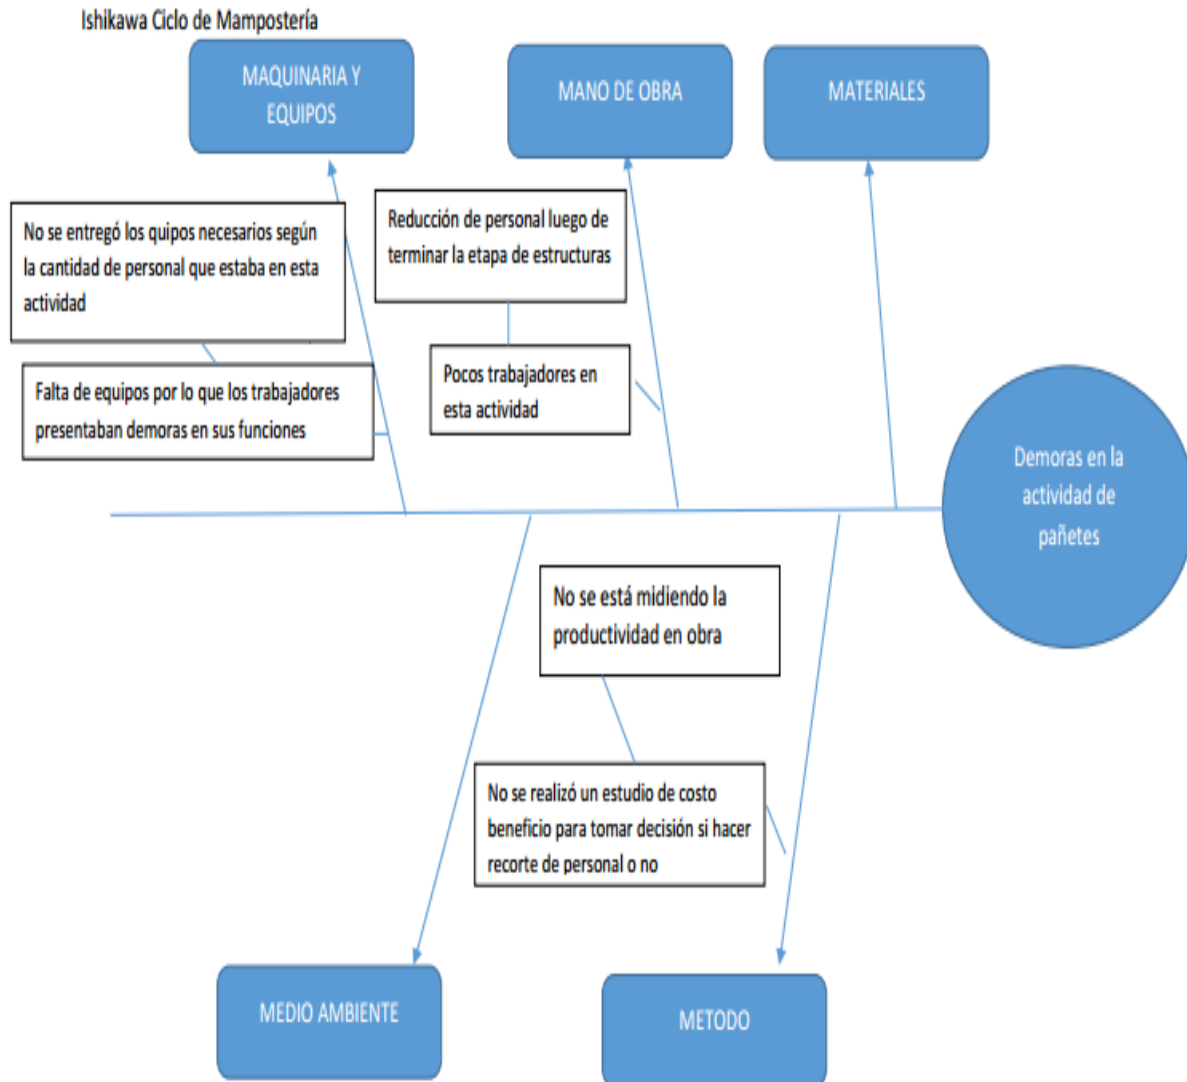 Ishikawa Ciclo de Mampostería
MAQUINARIA Y
EQUIPOS
MANO DE OBRA
MATERIALES
No se entregó los quipos necesarios según
la cantidad de personal que estaba en esta
actividad
Reducción de personal luego de
terminar la etapa de estructuras
Falta de equipos por lo que los trabajadores
presentaban demoras en sus funciones
Pocos trabajadores en
esta actividad
Demoras en la
actividad de
pañetes
No se está midiendo la
productividad en obra
No se realizó un estudio de costo
beneficio para tomar decisión si hacer
recorte de personal o no
MEDIO AMBIENTE
METODO